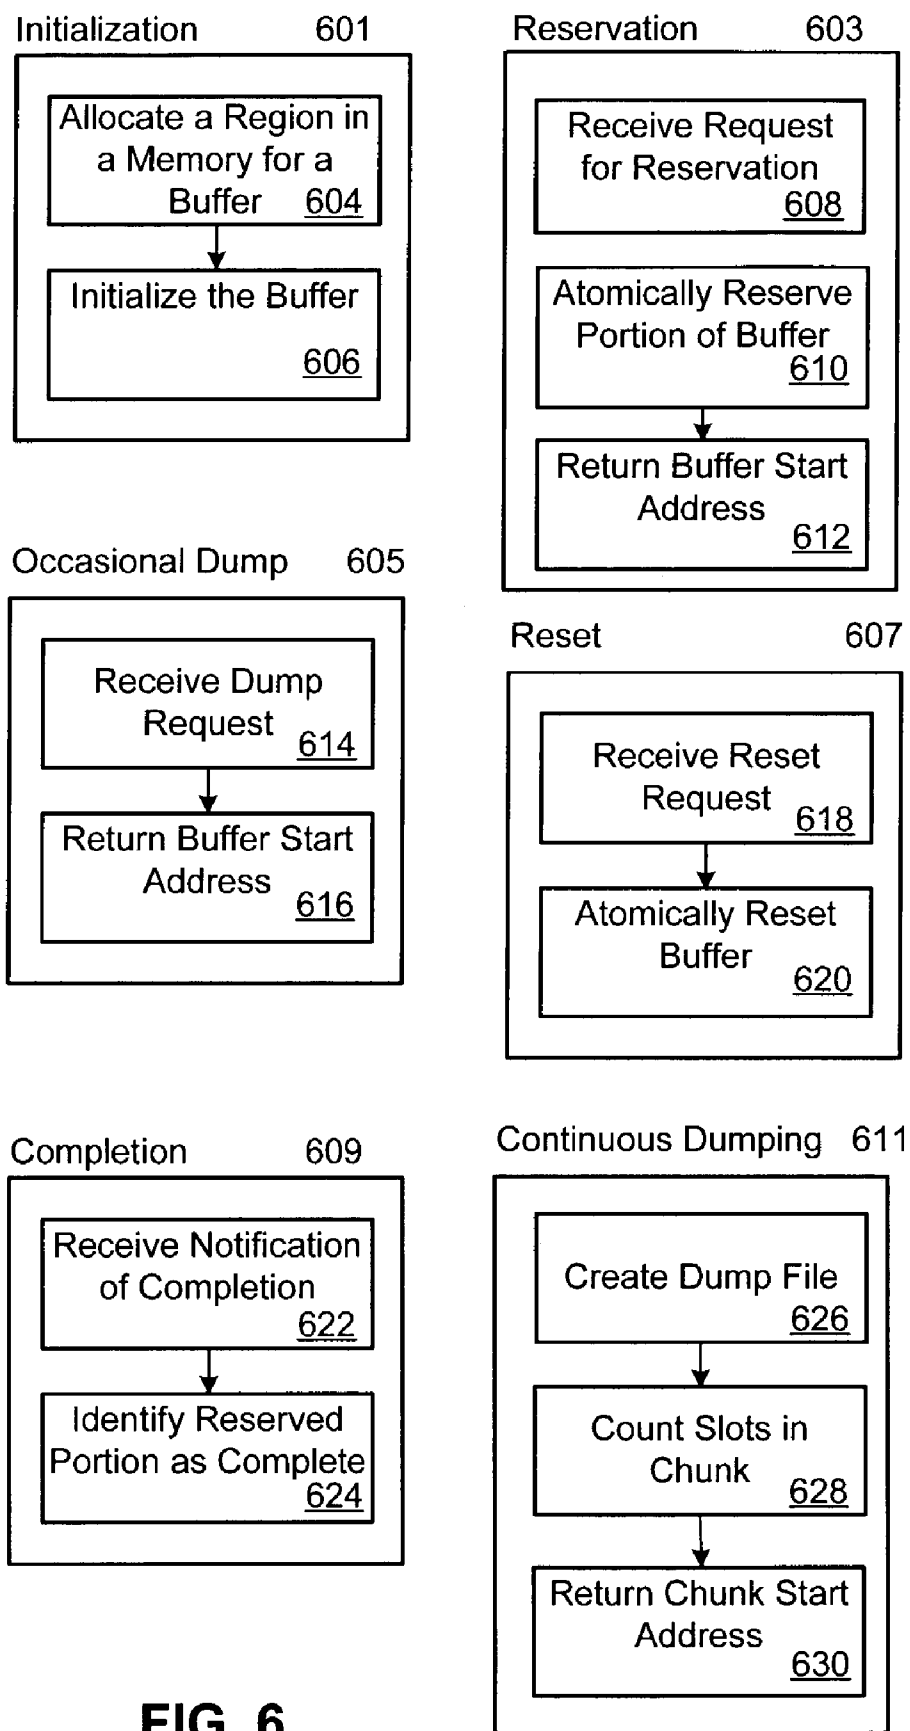 Initialization 601
Allocate a Region in
a Memory for a
Buffer 604
Initialize the Buffer
606
Reservation 603
Receive Request
for Reservation
608
Atomically Reserve
Portion of Buffer
610
Return Buffer Start
Address
612
Occasional Dump 605
Receive Dump
Request
614
Return Buffer Start
Address
616
Reset 607
Receive Reset
Request
618
Atomically Reset
Buffer
620
Completion 609
Receive Notification
of Completion
622
Identify Reserved
Portion as Complete
624
Continuous Dumping 611
Create Dump File
626
Count Slots in
Chunk
628
Return Chunk Start
Address
630
FIG. 6